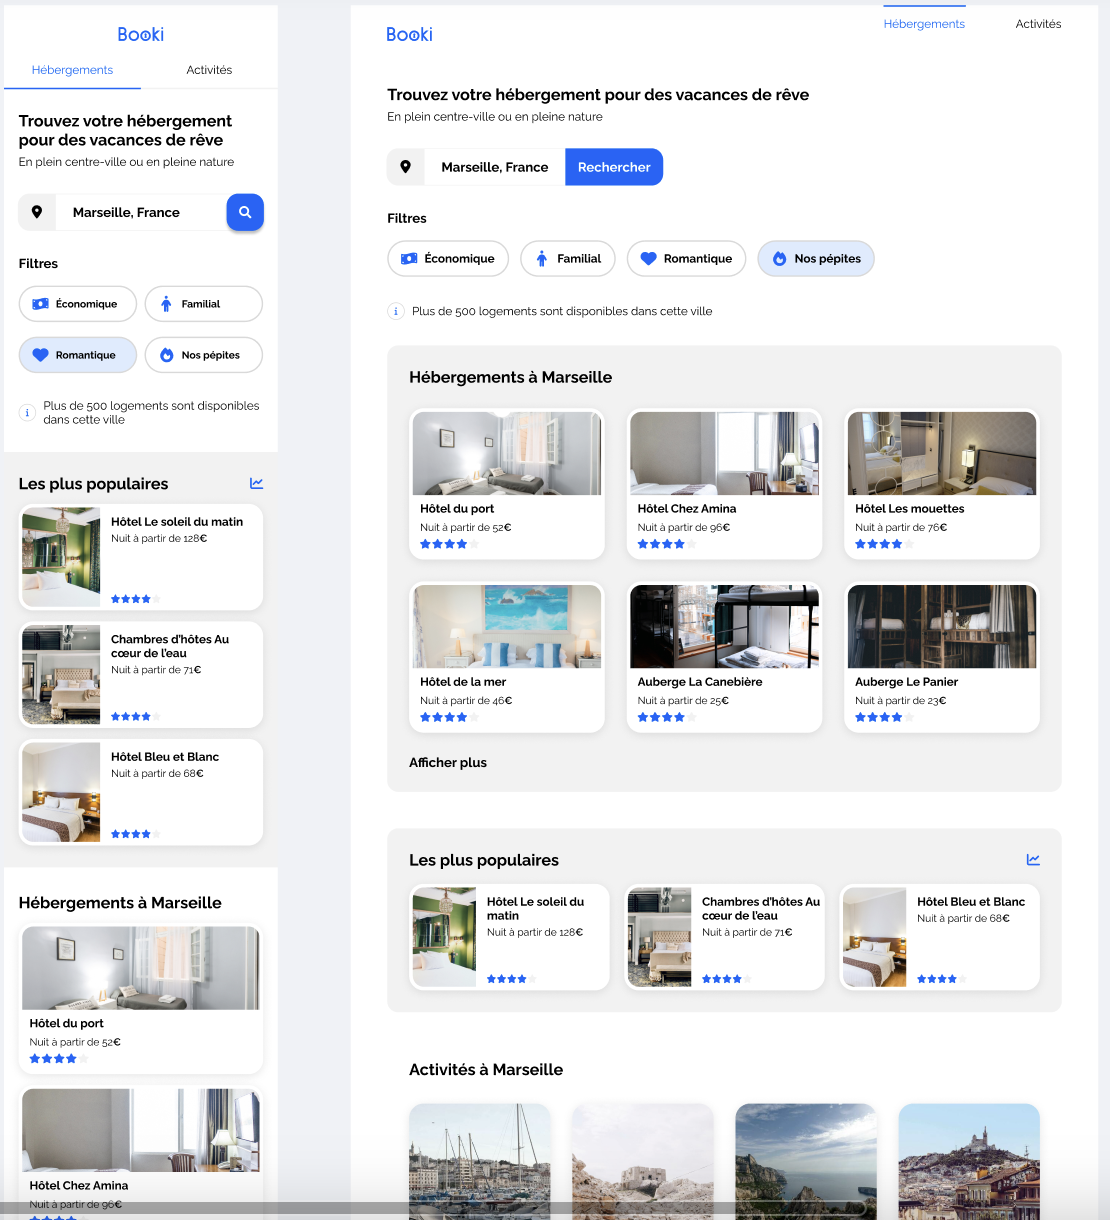 Booki
Hébergements
Activités
Trouvez votre hébergement
pour des vacances de rêve
En plein centre-ville ou en pleine nature
Marseille, France
Filtres
Économique
Familial
Romantique
Nos pépites
Plus de 500 logements sont disponibles
dans cette ville
Les plus populaires
Hôtel Le soleil du matin
Nuit à partir de 128€
Chambres d'hôtes Au
cœur de l'eau
Nuit à partir de 71€
Hôtel Bleu et Blanc
Nuit à partir de 68€
Hébergements à Marseille
Hôtel du port
Nuit à partir de 52€
Hôtel Chez Amina
Nuit à partir de 96€
Booki
Hébergements
Activités
Trouvez votre hébergement pour des vacances de rêve
En plein centre-ville ou en pleine nature
Marseille, France
Rechercher
Filtres
Économique
Familial
Romantique
Nos pépites
Plus de 500 logements sont disponibles dans cette ville
Hébergements à Marseille
Hôtel du port
Nuit à partir de 52€
Hôtel Chez Amina
Nuit à partir de 96€
Hôtel Les mouettes
Nuit à partir de 76€
Hôtel de la mer
Nuit à partir de 46€
Auberge La Canebière
Nuit à partir de 25€
Auberge Le Panier
Nuit à partir de 23€
Afficher plus
Les plus populaires
Hôtel Le soleil du
matin
Nuit à partir de 128€
Chambres d'hôtes Au
cœur de l'eau
Nuit à partir de 71€
Hôtel Bleu et Blanc
Nuit à partir de 68€
Activités à Marseille